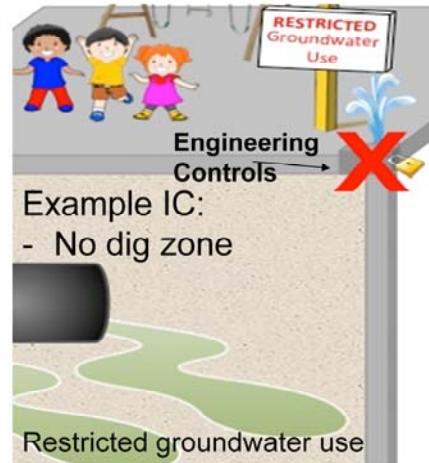 RESTRICTED
Groundwater
Use
Engineering
Controls
Example IC:
- No dig zone
Restricted groundwater use